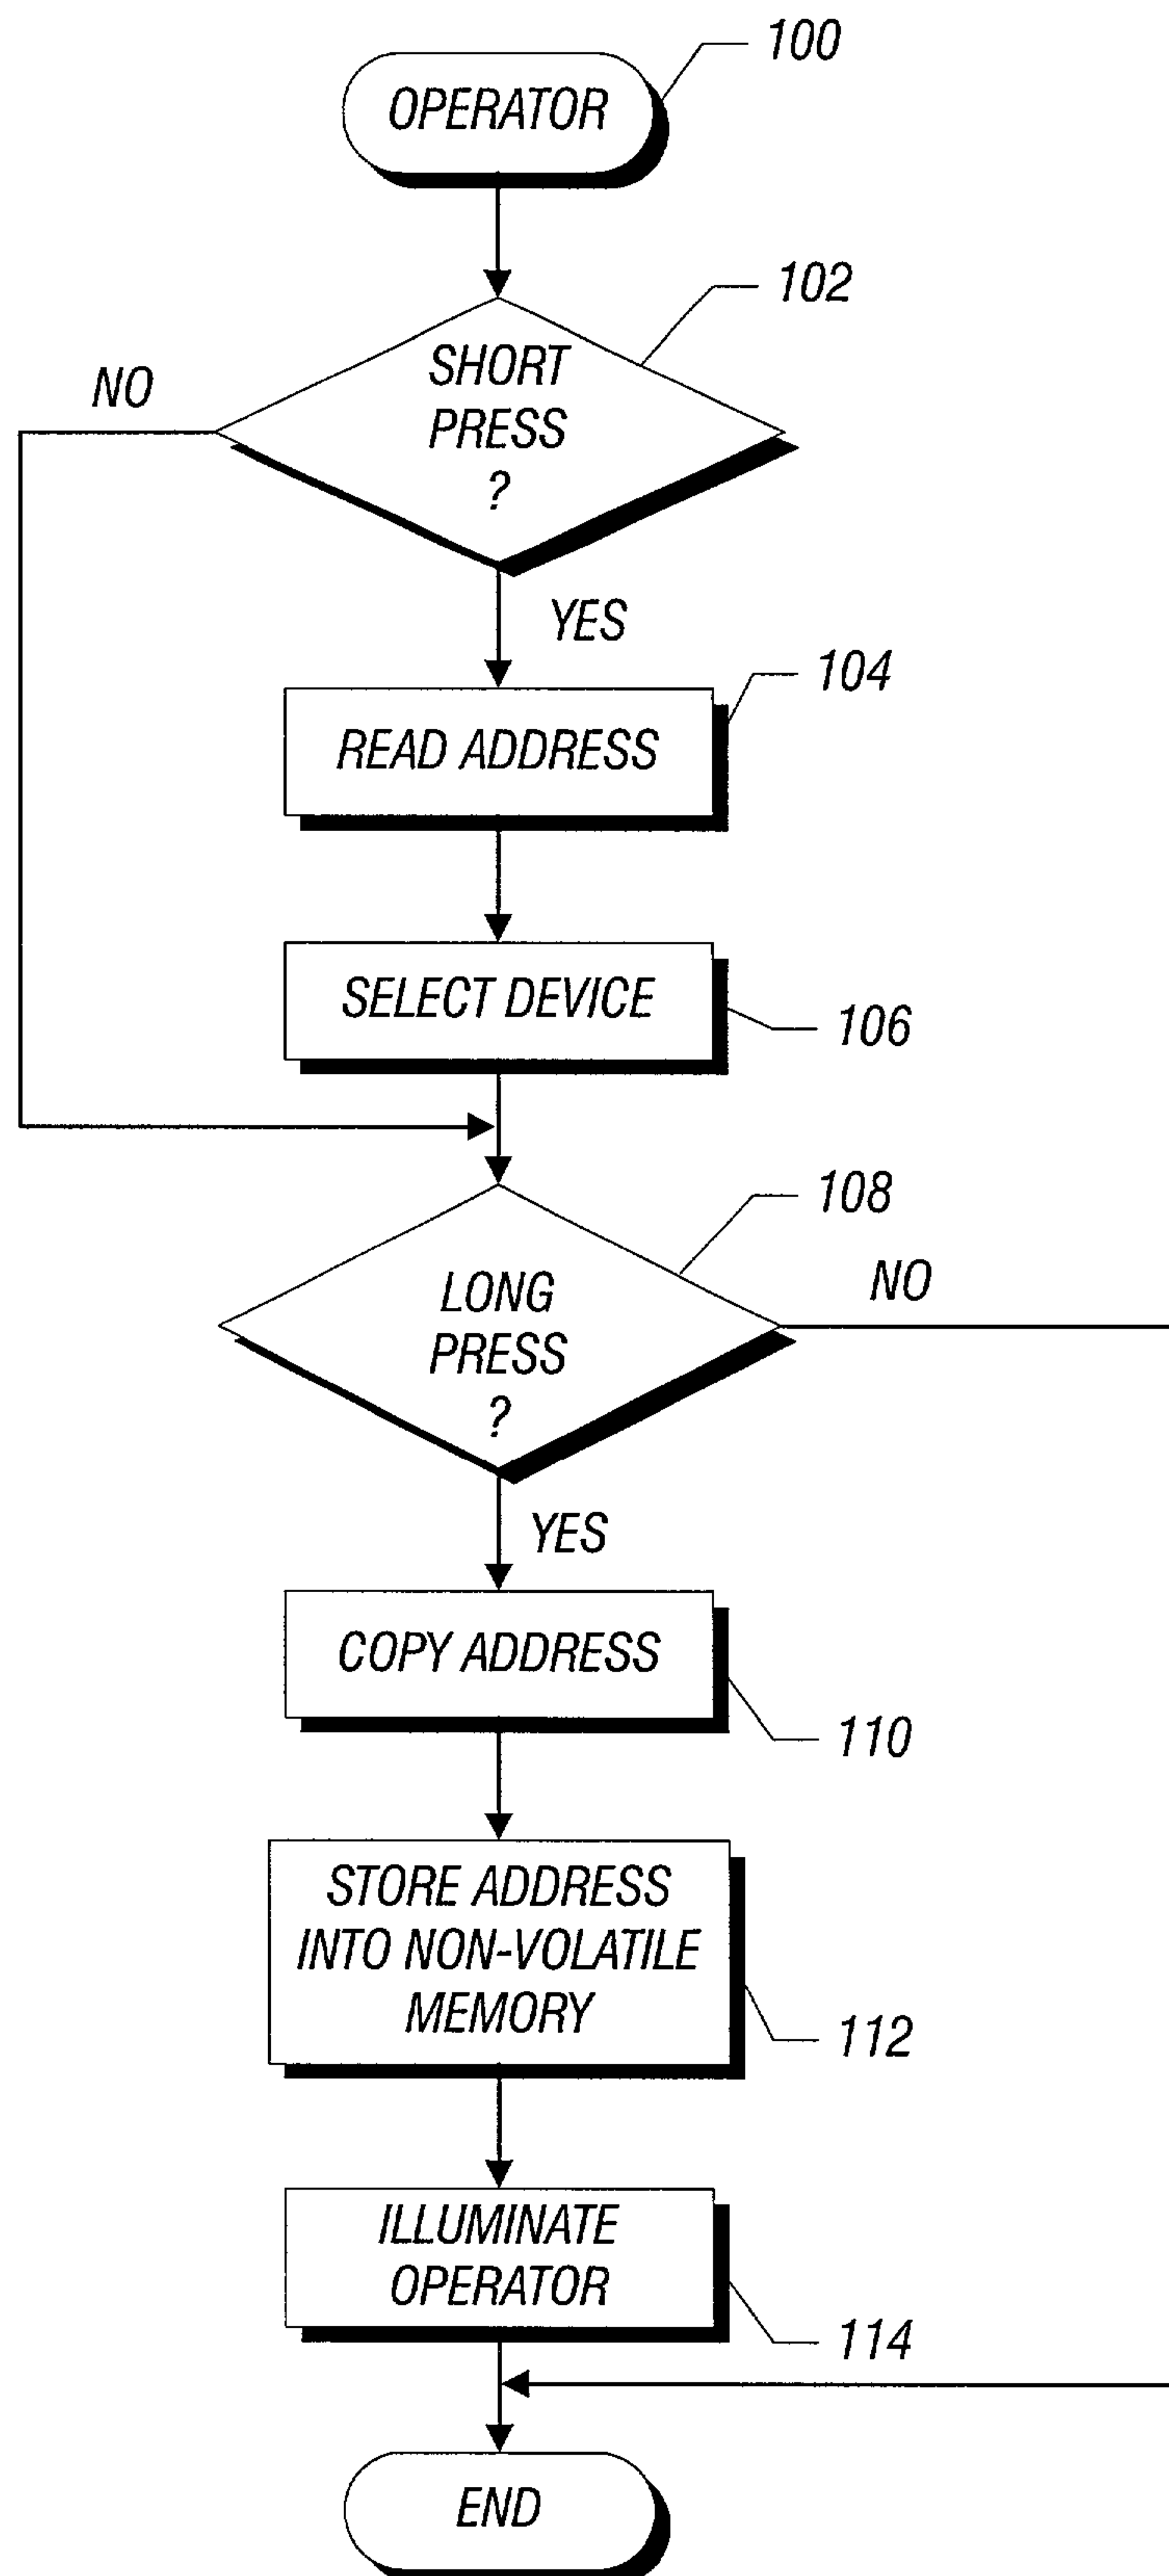 100
OPERATOR
102
SHORT
PRESS
?
NO
YES
104
READ ADDRESS
SELECT DEVICE
106
108
LONG
PRESS
?
NO
YES
COPY ADDRESS
110
STORE ADDRESS
INTO NON-VOLATILE
MEMORY
112
ILLUMINATE
OPERATOR
114
END